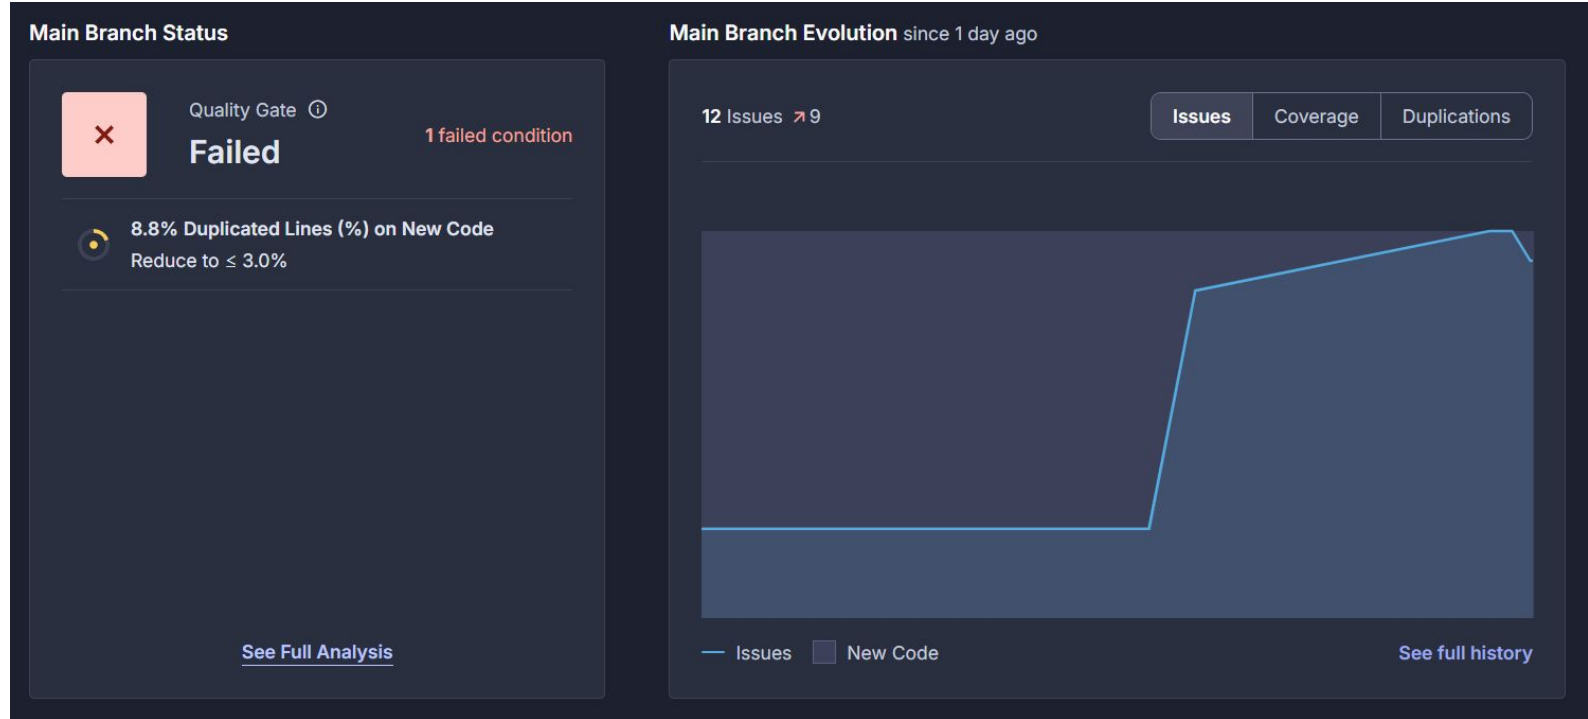 Main Branch Status
Quality Gate
Failed
1 failed condition
8.8% Duplicated Lines (%) on New Code
Reduce to ≤ 3.0%
See Full Analysis
Main Branch Evolution since 1 day ago
12 Issues 9
Issues Coverage Duplications
Issues New Code
See full history